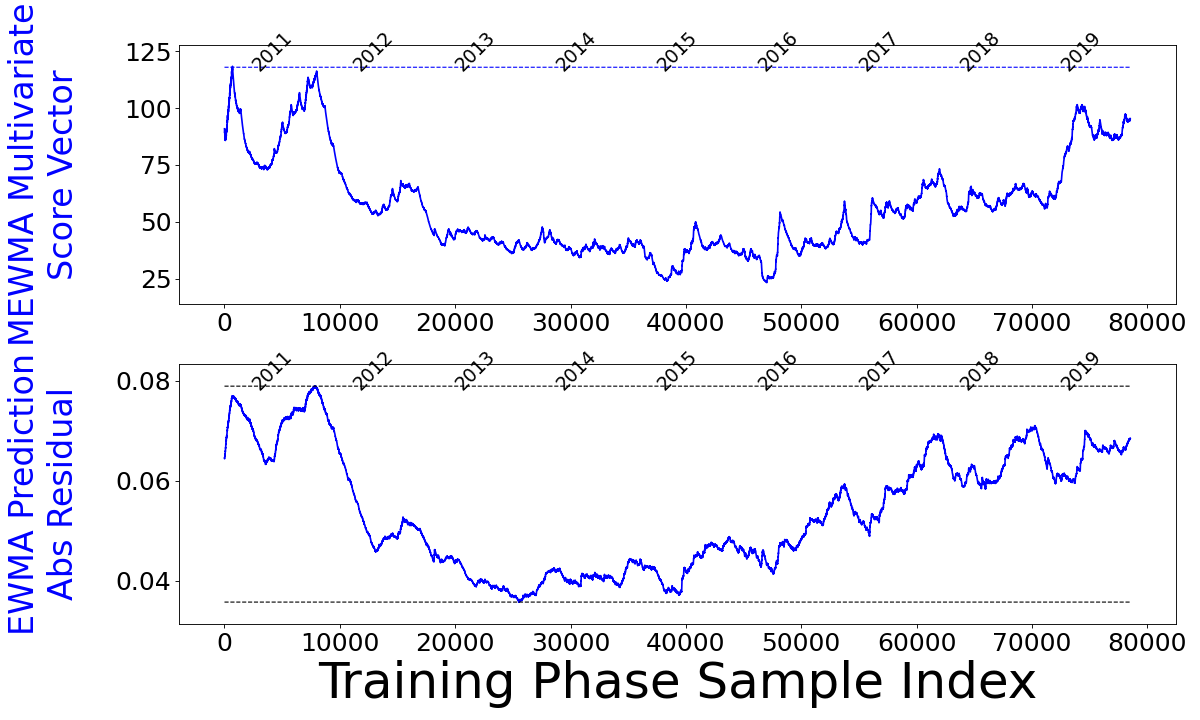 MEWMA Multivariate
Score Vector
125
100
75
50
25
2011 2012 2013 2014 2015 2016 2017 2018 2019
0 10000 20000 30000 40000 50000 60000 70000 80000
EWMA Prediction
Abs Residual
0.08
0.06
0.04
2011 2012 2013 2014 2015 2016 2017 2018 2019
0 10000 20000 30000 40000 50000 60000 70000 80000
Training Phase Sample Index